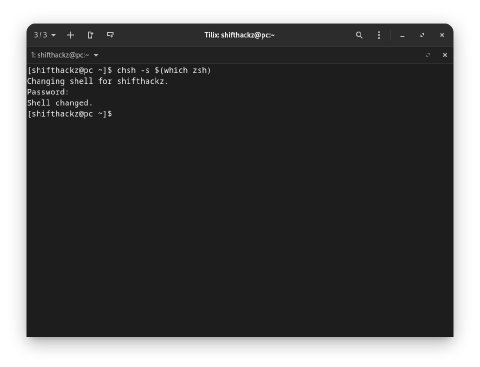 3 / 3
Tilix: shifthackz@pc:~
1: shifthackz@pc:~
[shifthackz@pc ~]$ chsh -s $(which zsh)
Changing shell for shifthackz.
Password:
Shell changed.
[shifthackz@pc ~]$